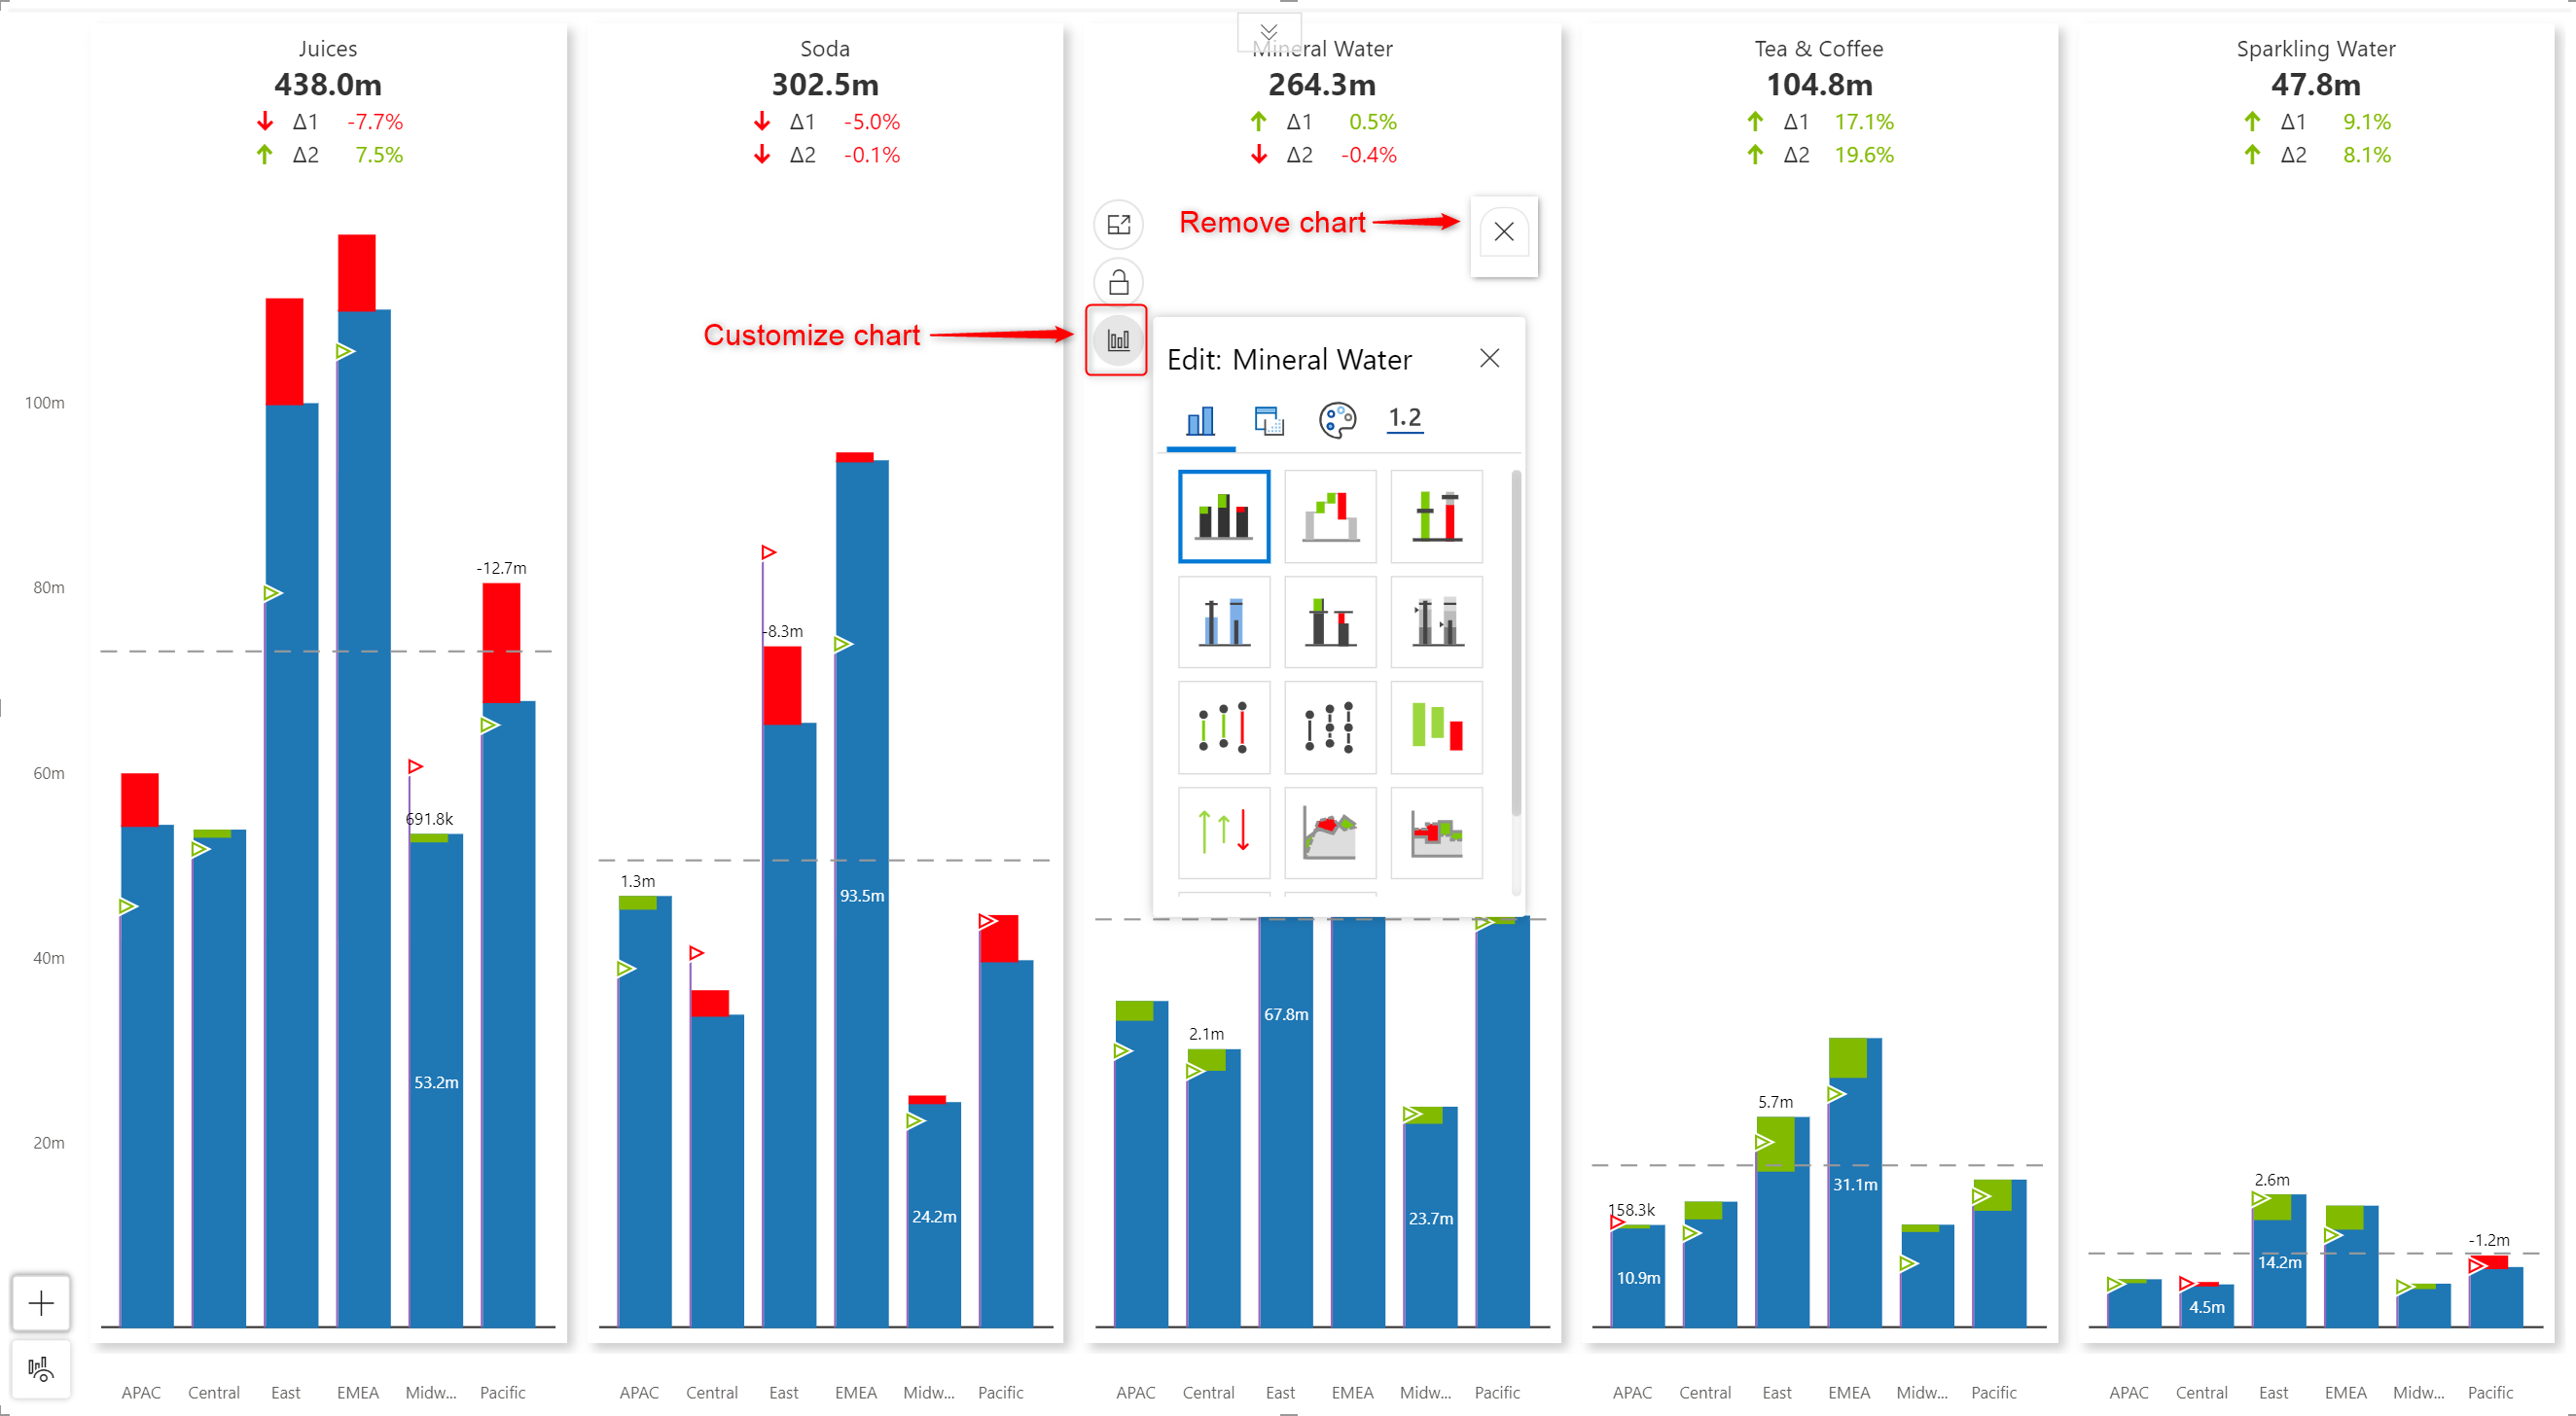 Juices
438.0m
Δ1 -7.7%
Δ2 7.5%
Soda
302.5m
Δ1 -5.0%
Δ2 -0.1%
Mineral Water
264.3m
Δ1 0.5%
Δ2 -0.4%
Tea & Coffee
104.8m
Δ1 17.1%
Δ2 19.6%
Sparkling Water
47.8m
Δ1 9.1%
Δ2 8.1%
Remove chart
Customize chart
Edit: Mineral Water
1.2
100m
80m
60m
40m
20m
-12.7m
691.8k
53.2m
-8.3m
1.3m
93.5m
24.2m
2.1m
67.8m
23.7m
5.7m
158.3k
31.1m
10.9m
2.6m
-1.2m
14.2m
4.5m
APAC Central East EMEA Midw... Pacific
APAC Central East EMEA Midw... Pacific
APAC Central East EMEA Midw... Pacific
APAC Central East EMEA Midw... Pacific
APAC Central East EMEA Midw... Pacific